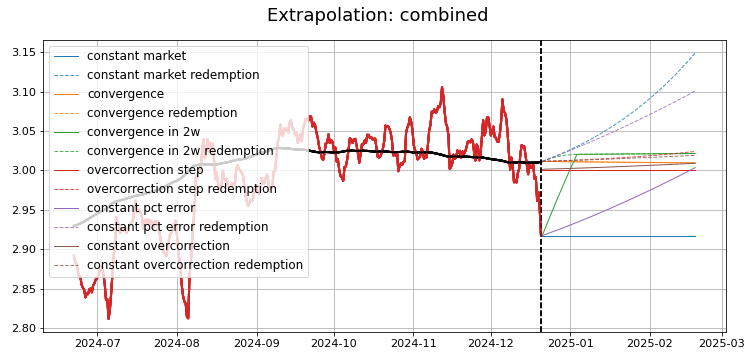 Extrapolation: combined
3.15
3.10
3.05
3.00
2.95
2.90
2.85
2.80
constant market
constant market redemption
convergence
convergence redemption
convergence in 2w
convergence in 2w redemption
overcorrection step
overcorrection step redemption
constant pct error
constant pct error redemption
constant overcorrection
constant overcorrection redemption
2024-07 2024-08 2024-09 2024-10 2024-11 2024-12 2025-01 2025-02 2025-03